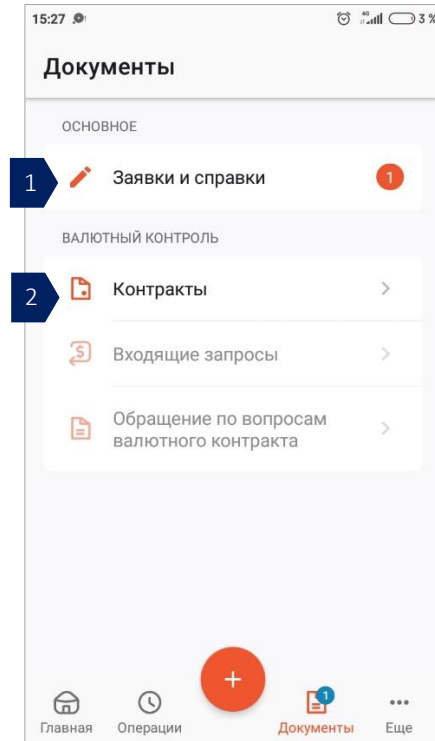 15:27 4G 3 %
Документы
ОСНОВНОЕ
1 Заявки и справки 1
ВАЛЮТНЫЙ КОНТРОЛЬ
2 Контракты
Входящие запросы
Обращение по вопросам
валютного контракта
+
1
Главная Операции Документы Еще